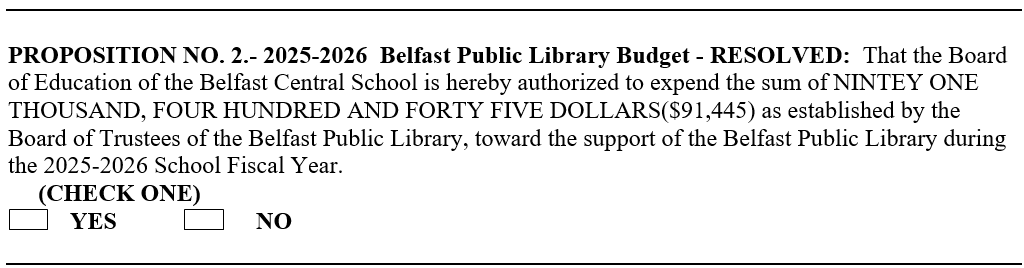 PROPOSITION NO. 2.- 2025-2026  Belfast Public Library Budget - RESOLVED:  That the Board
of Education of the Belfast Central School is hereby authorized to expend the sum of NINTEY ONE
THOUSAND, FOUR HUNDRED AND FORTY FIVE DOLLARS($91,445) as established by the
Board of Trustees of the Belfast Public Library, toward the support of the Belfast Public Library during
the 2025-2026 School Fiscal Year.
(CHECK ONE)
YES NO